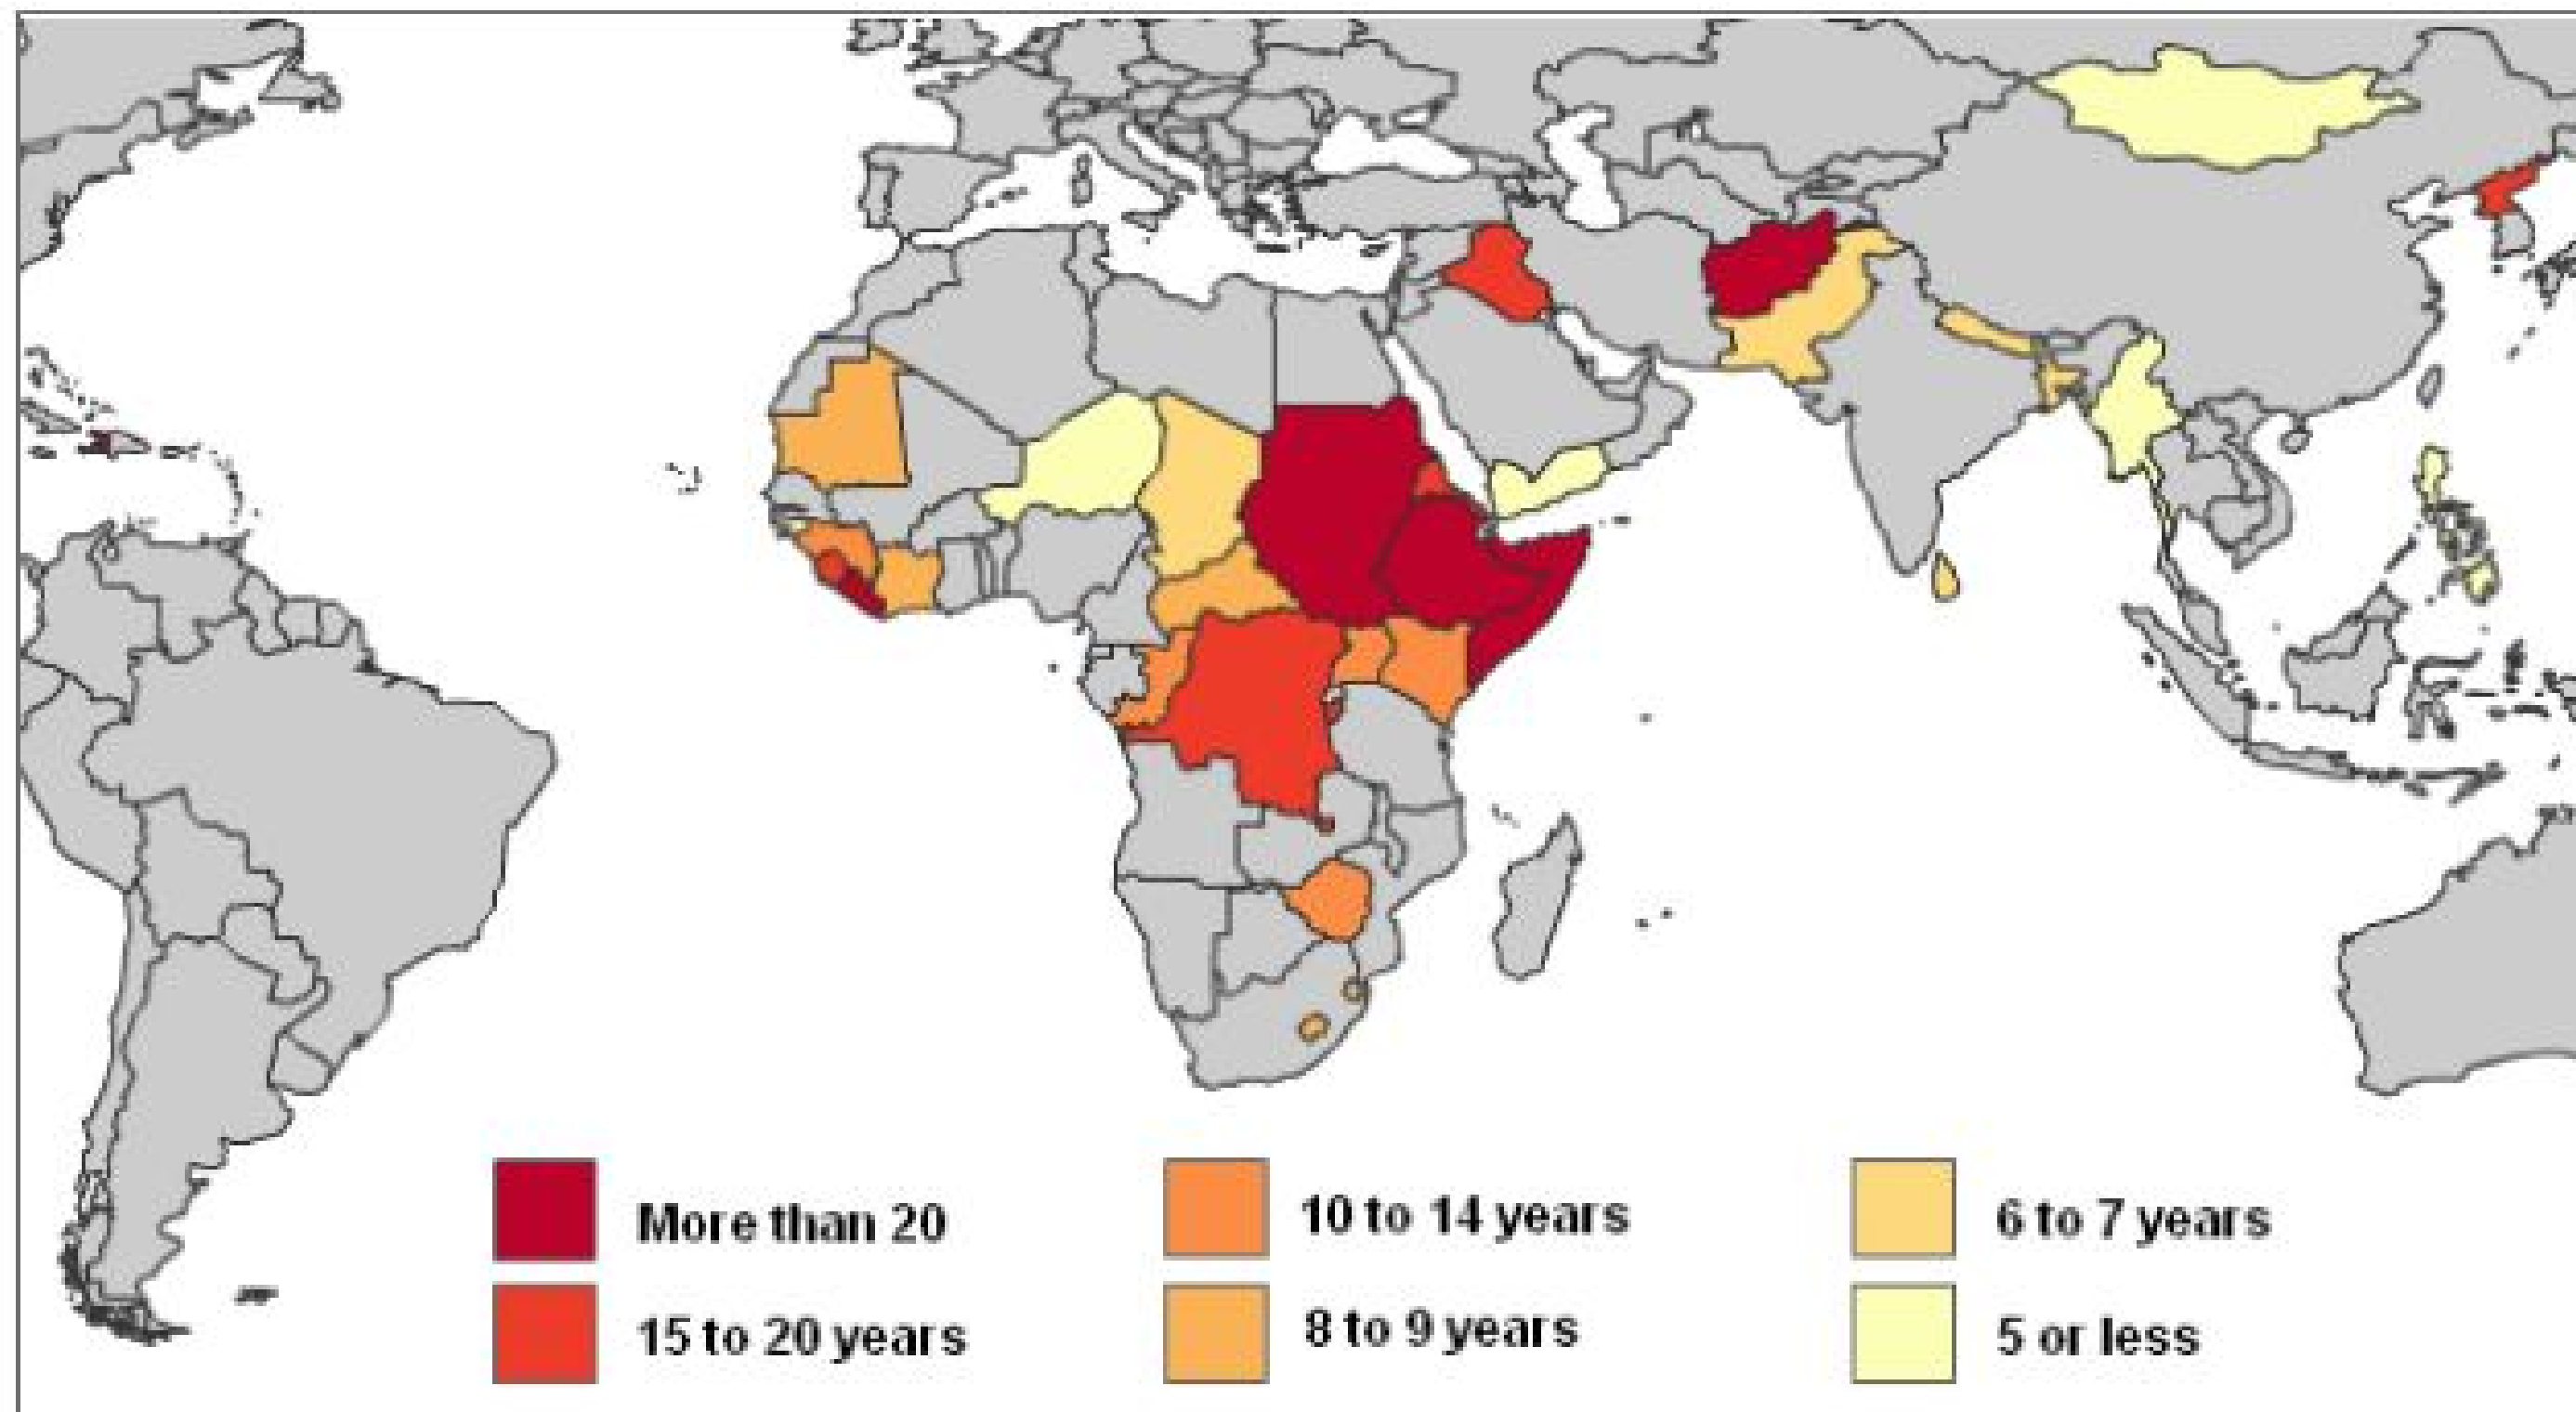 More than 20
15 to 20 years
10 to 14 years
8 to 9 years
6 to 7 years
5 or less